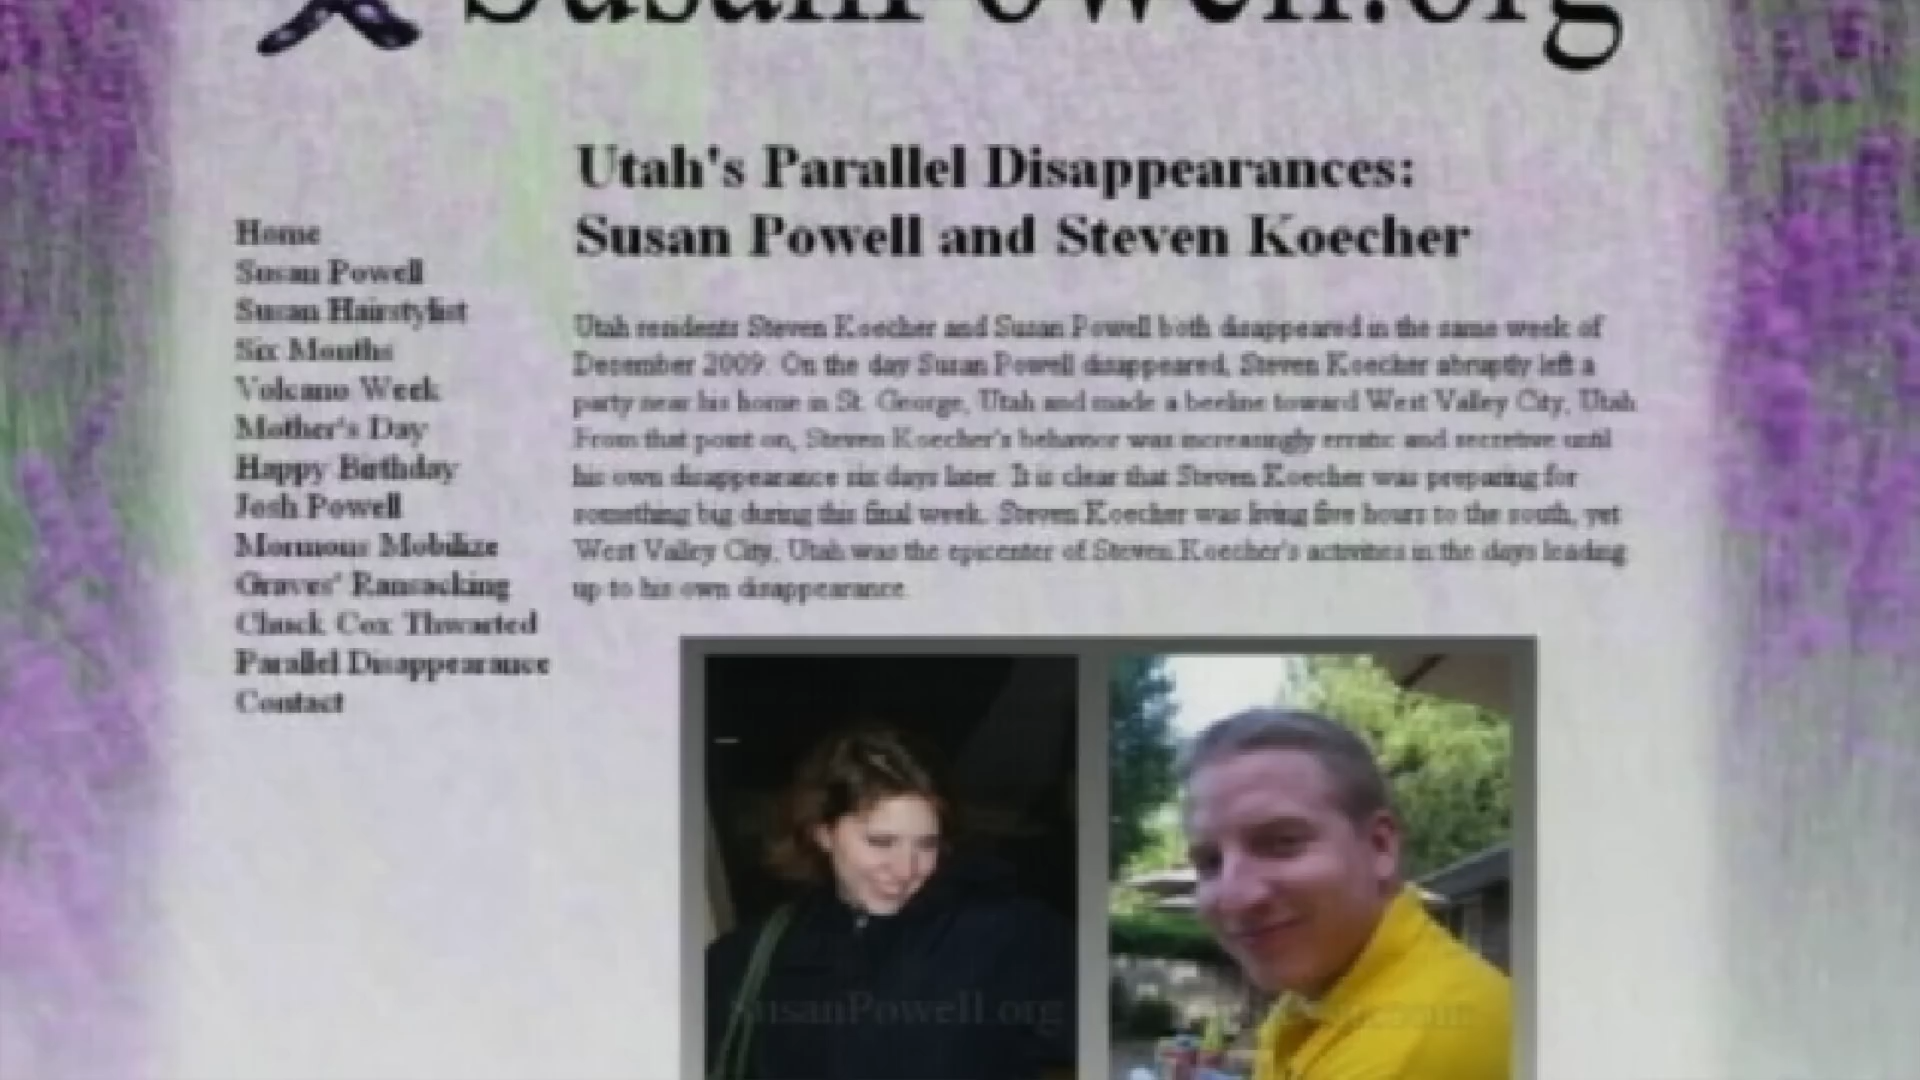 SusanPowell.org
Utah's Parallel Disappearances:
Susan Powell and Steven Koecher
Home
Susan Powell
Susan Hairstylist
Six Months
Volcano Week
Mother's Day
Happy Birthday
Josh Powell
Mormons Mobilize
Graves' Ransacking
Chuck Cox Thwarted
Parallel Disappearance
Contact
Utah residents Steven Koecher and Susan Powell both disappeared in the same week of
December 2009. On the day Susan Powell disappeared, Steven Koecher abruptly left a
party near his home in St. George, Utah and made a beeline toward West Valley City, Utah.
From that point on, Steven Koecher's behavior was increasingly erratic and secretive until
his own disappearance six days later. It is clear that Steven Koecher was preparing for
something big during this final week. Steven Koecher was living five hours to the south, yet
West Valley City, Utah was the epicenter of Steven Koecher's activities in the days leading
up to his own disappearance.
SusanPowell.org